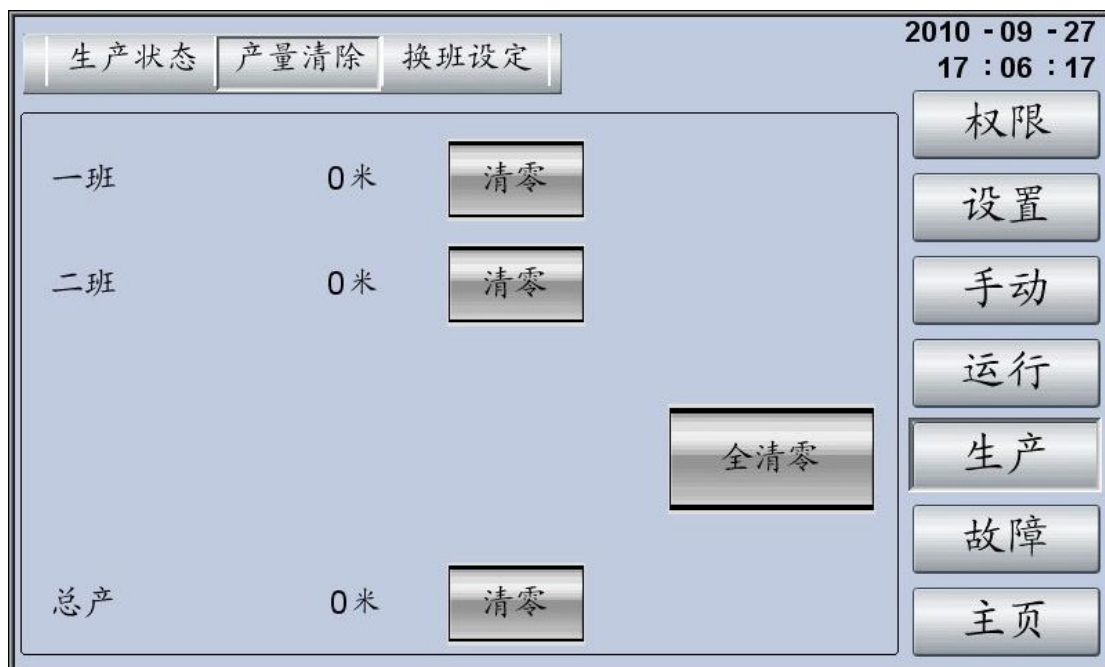 生产状态 产量清除 换班设定
2010 - 09 - 27
17 : 06 : 17
权限
一班 0 米 清零
设置
二班 0 米 清零
手动
运行
全清零
生产
故障
总产 0 米 清零
主页